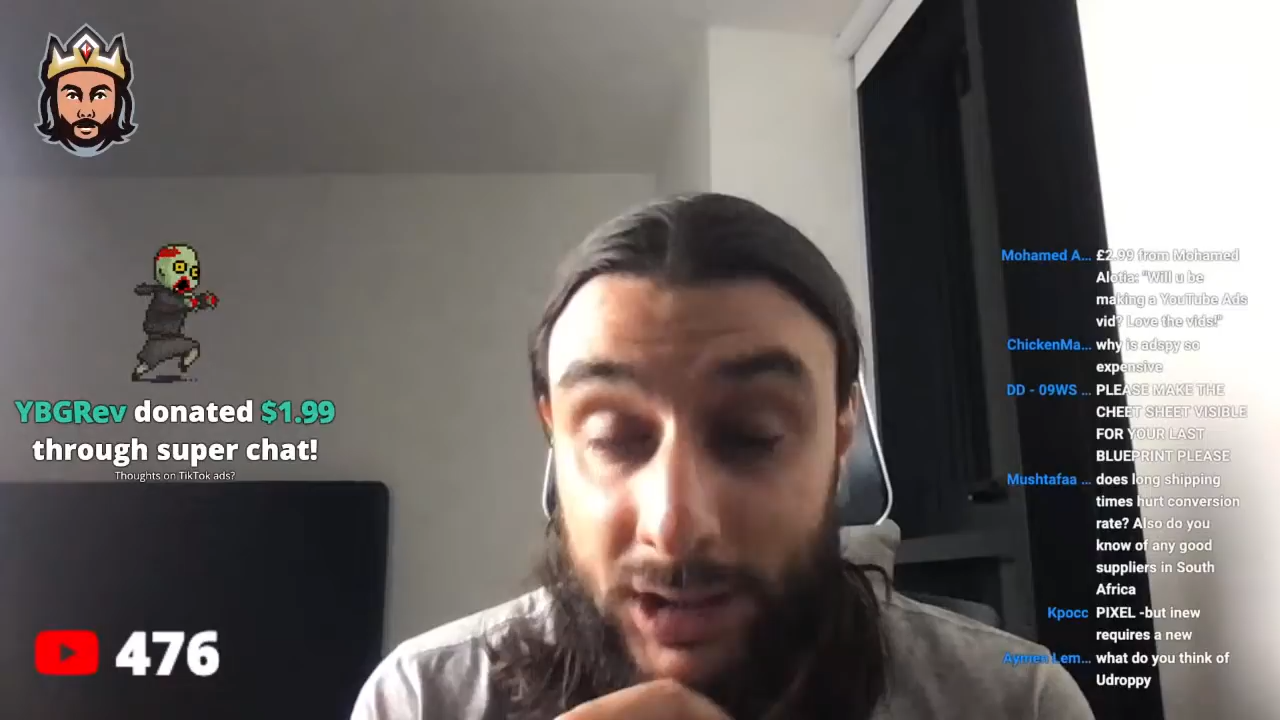 YBGRev donated $1.99
through super chat!
Thoughts on TikTok ads?
476
Mohamed A... £2.99 from Mohamed
Alotia: "Will u be
making a YouTube Ads
vid? Love the vids!"
ChickenMa... why is adspy so
expensive
DD - 09WS ... PLEASE MAKE THE
CHEET SHEET VISIBLE
FOR YOUR LAST
BLUEPRINT PLEASE
Mushtafaa ... does long shipping
times hurt conversion
rate? Also do you
know of any good
suppliers in South
Africa
Kpocc PIXEL -but inew
requires a new
Aymen Lem... what do you think of
Udroppy